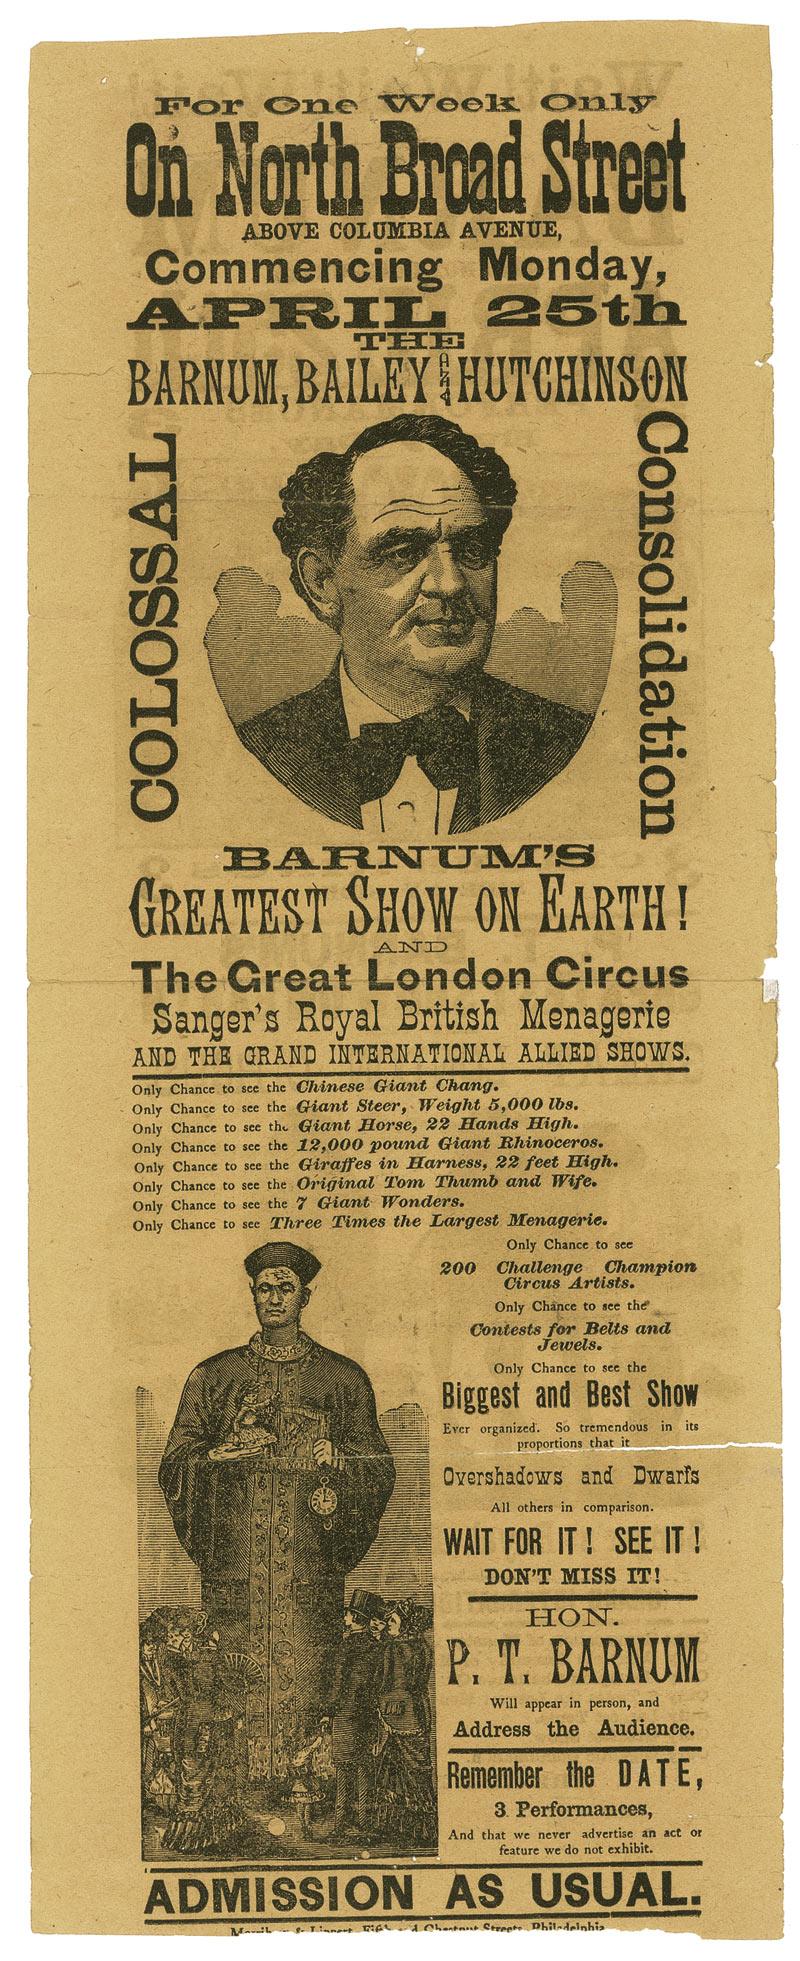 For One Week Only
On North Broad Street
ABOVE COLUMBIA AVENUE,
Commencing Monday,
APRIL 25th
THE
BARNUM, BAILEY AND HUTCHINSON
COLOSSAL
Consolidation
BARNUM'S
GREATEST SHOW ON EARTH!
AND
The Great London Circus
Sanger's Royal British Menagerie
AND THE GRAND INTERNATIONAL ALLIED SHOWS.
Only Chance to see the Chinese Giant Chang.
Only Chance to see the Giant Steer, Weight 5,000 lbs.
Only Chance to see the Giant Horse, 22 Hands High.
Only Chance to see the 12,000 pound Giant Rhinoceros.
Only Chance to see the Giraffes in Harness, 22 feet High.
Only Chance to see the Original Tom Thumb and Wife.
Only Chance to see the 7 Giant Wonders.
Only Chance to see Three Times the Largest Menagerie.
Only Chance to see
200 Challenge Champion
Circus Artists.
Only Chance to see the
Contests for Belts and
Jewels.
Only Chance to see the
Biggest and Best Show
Ever organized. So tremendous in its
proportions that it
Overshadows and Dwarfs
All others in comparison.
WAIT FOR IT! SEE IT!
DON'T MISS IT!
HON.
P. T. BARNUM
Will appear in person, and
Address the Audience.
Remember the DATE,
3 Performances,
And that we never advertise an act or
feature we do not exhibit.
ADMISSION AS USUAL.
& Lippert, Chestnut Streets, Philadelphia